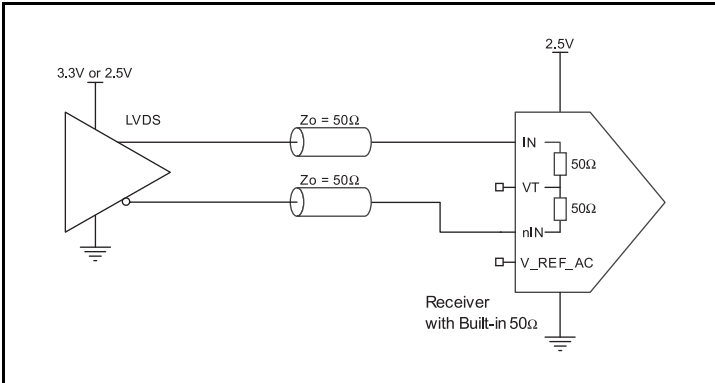 2.5V
3.3V or 2.5V
LVDS
Zo = 50Ω
IN
50Ω
Zo = 50Ω
VT
50Ω
nIN
V_REF_AC
Receiver
with Built-in 50Ω